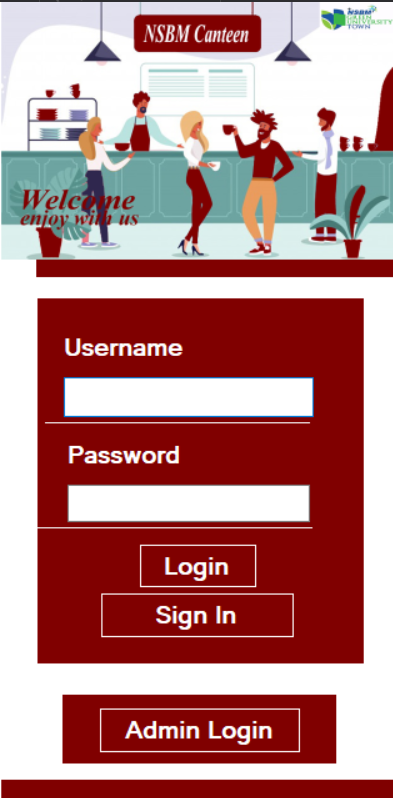 NSBM Canteen
NSBM
GREEN
UNIVERSITY
TOWN
Welcome
enjoy with us
Username
Password
Login
Sign In
Admin Login